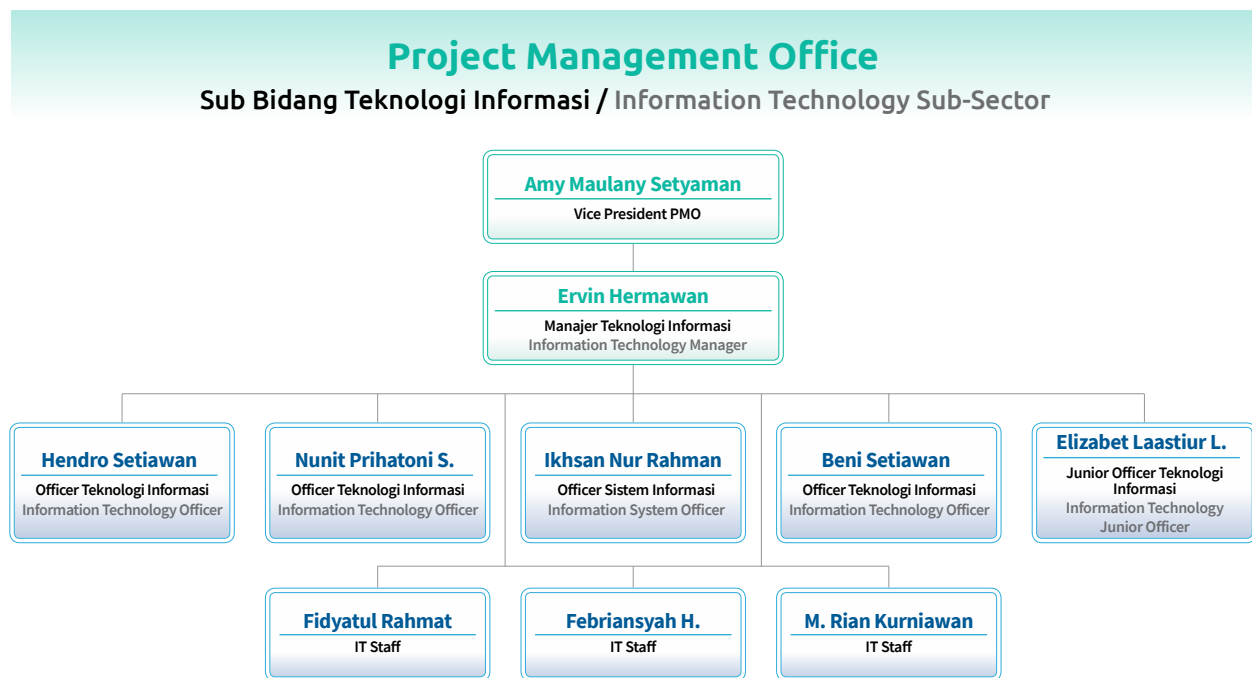 Project Management Office
Sub Bidang Teknologi Informasi / Information Technology Sub-Sector
Amy Maulany Setyaman
Vice President PMO
Ervin Hermawan
Manajer Teknologi Informasi
Information Technology Manager
Hendro Setiawan
Officer Teknologi Informasi
Information Technology Officer
Nunit Prihatoni S.
Officer Teknologi Informasi
Information Technology Officer
Ikhsan Nur Rahman
Officer Sistem Informasi
Information System Officer
Beni Setiawan
Officer Teknologi Informasi
Information Technology Officer
Elizabet Laastiur L.
Junior Officer Teknologi
Informasi
Information Technology
Junior Officer
Fidyatul Rahmat
IT Staff
Febriansyah H.
IT Staff
M. Rian Kurniawan
IT Staff